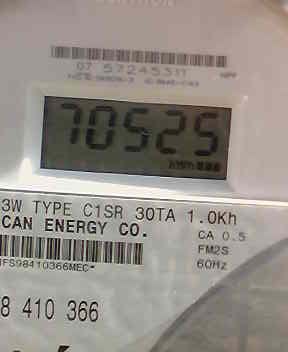 07 57245311
70525
3W TYPE C1SR 30TA 1.0Kh
CAN ENERGY CO.
CA 0.5
FM2S
60Hz
IFS98410366MEC*
8 410 366